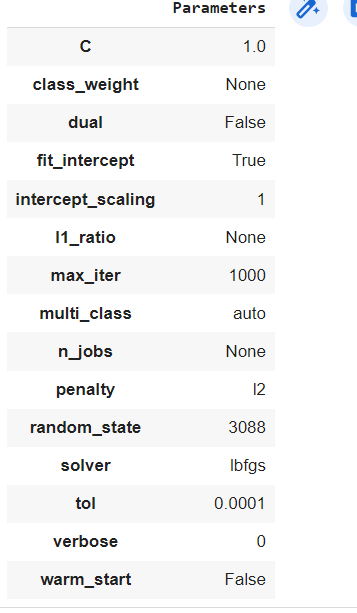 Parameters
C 1.0
class_weight None
dual False
fit_intercept True
intercept_scaling 1
l1_ratio None
max_iter 1000
multi_class auto
n_jobs None
penalty l2
random_state 3088
solver lbfgs
tol 0.0001
verbose 0
warm_start False